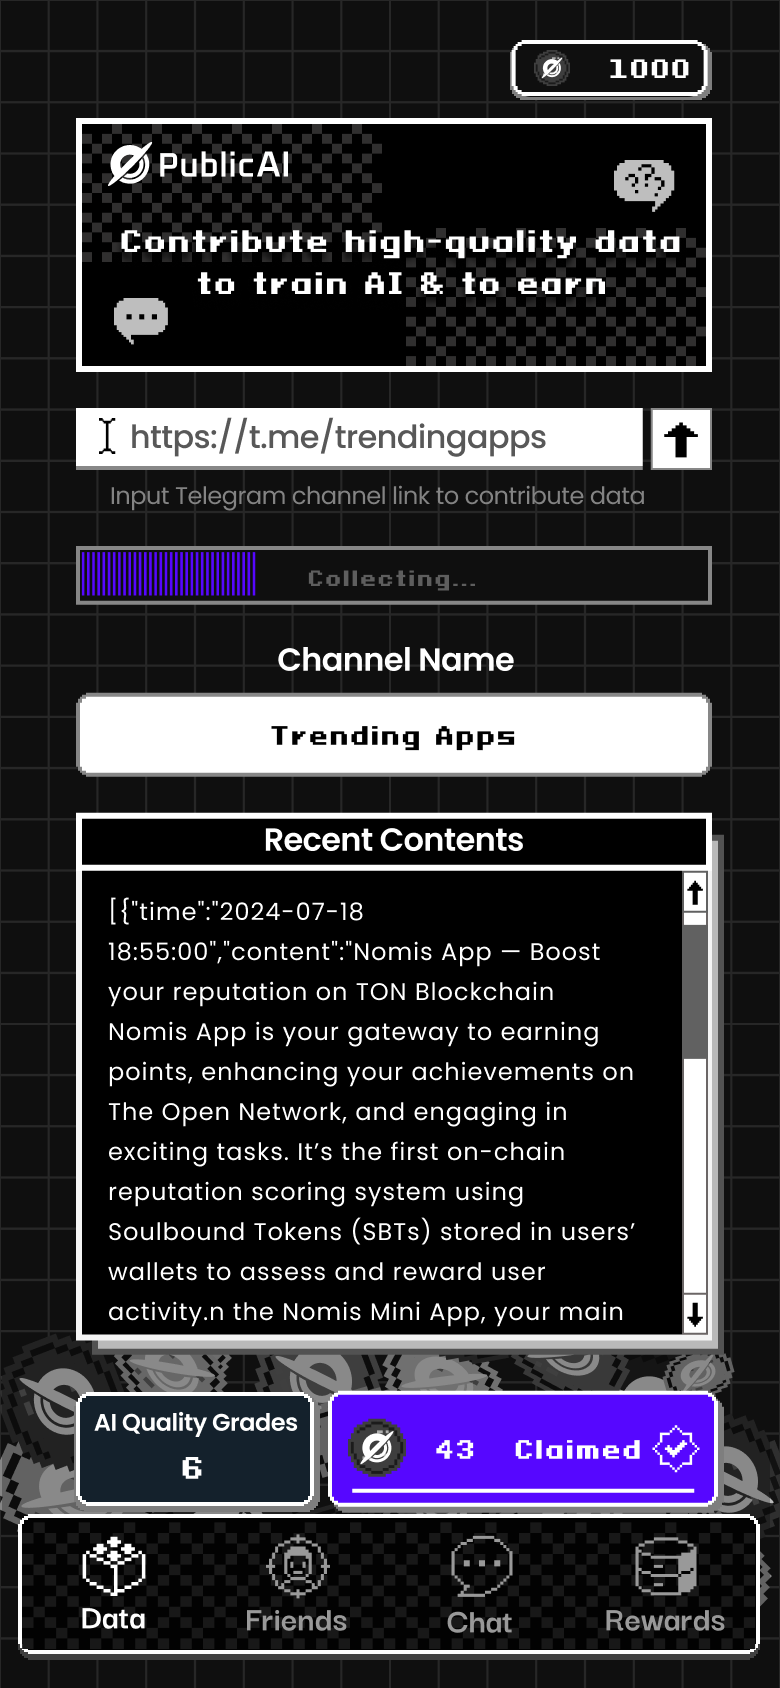 1000
PublicAI
Contribute high-quality data
to train AI & to earn
https://t.me/trendingapps
Input Telegram channel link to contribute data
Collecting...
Channel Name
Trending Apps
Recent Contents
[{"time":"2024-07-18
18:55:00","content":"Nomis App — Boost
your reputation on TON Blockchain
Nomis App is your gateway to earning
points, enhancing your achievements on
The Open Network, and engaging in
exciting tasks. It’s the first on-chain
reputation scoring system using
Soulbound Tokens (SBTs) stored in users’
wallets to assess and reward user
activity.n the Nomis Mini App, your main
AI Quality Grades
6
43 Claimed
Data Friends Chat Rewards